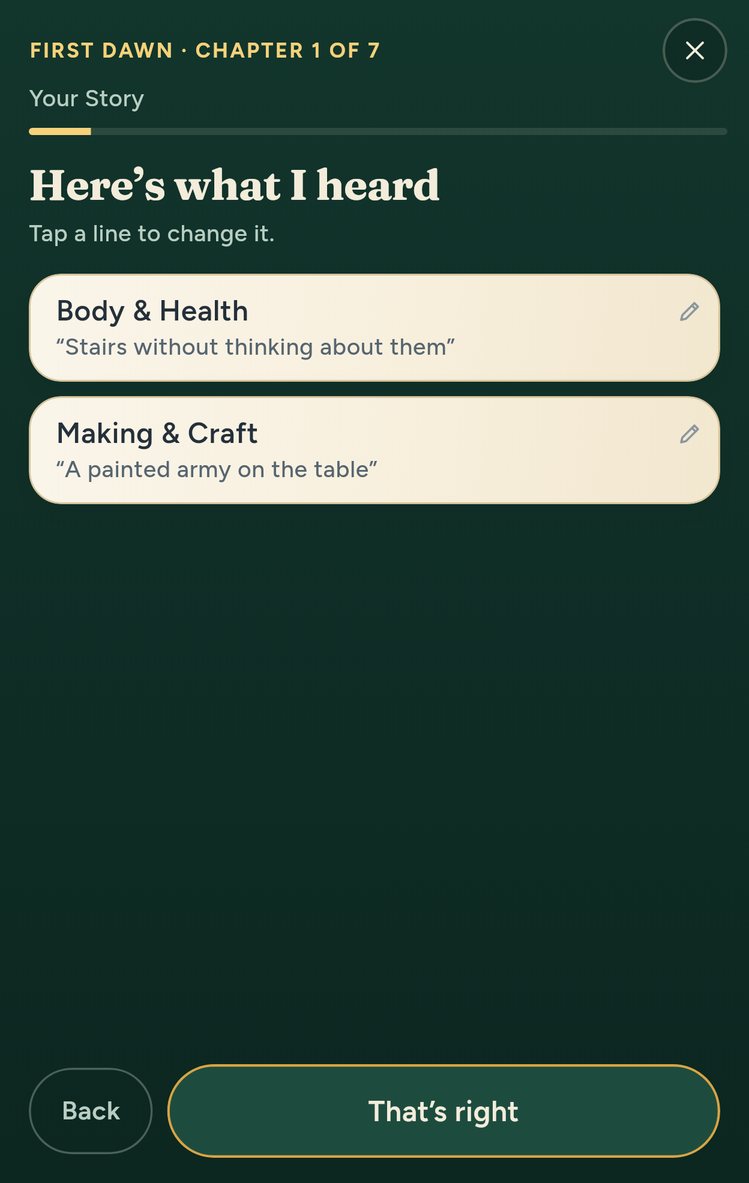 FIRST DAWN · CHAPTER 1 OF 7
Your Story
Here’s what I heard
Tap a line to change it.
Body & Health
“Stairs without thinking about them”
Making & Craft
“A painted army on the table”
Back
That’s right